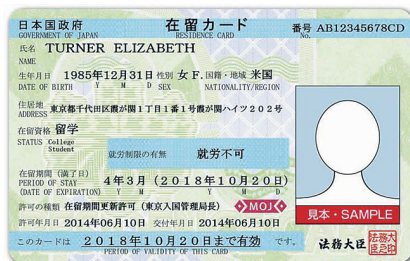 日本国政府 在留カード 番号 AB12345678CD
GOVERNMENT OF JAPAN RESIDENCE CARD No.
氏名 TURNER ELIZABETH
NAME
生年月日 1985年12月31日 性別 女 F. 国籍・地域 米国
DATE OF BIRTH Y M D SEX NATIONALITY/REGION
住居地 東京都千代田区霞が関1丁目1番1号霞が関ハイツ202号
ADDRESS
在留資格 留学
STATUS College Student
就労制限の有無 就労不可
在留期間(満了日) 4年3月(2018年10月20日)
PERIOD OF STAY
(DATE OF EXPIRATION) Y M Y M D
許可の種類 在留期間更新許可(東京入国管理局長) MOJ
許可年月日 2014年06月10日 交付年月日 2014年06月10日
このカードは 2018年10月20日まで有効 です。
PERIOD OF VALIDITY OF THIS CARD
見本・SAMPLE
法務大臣